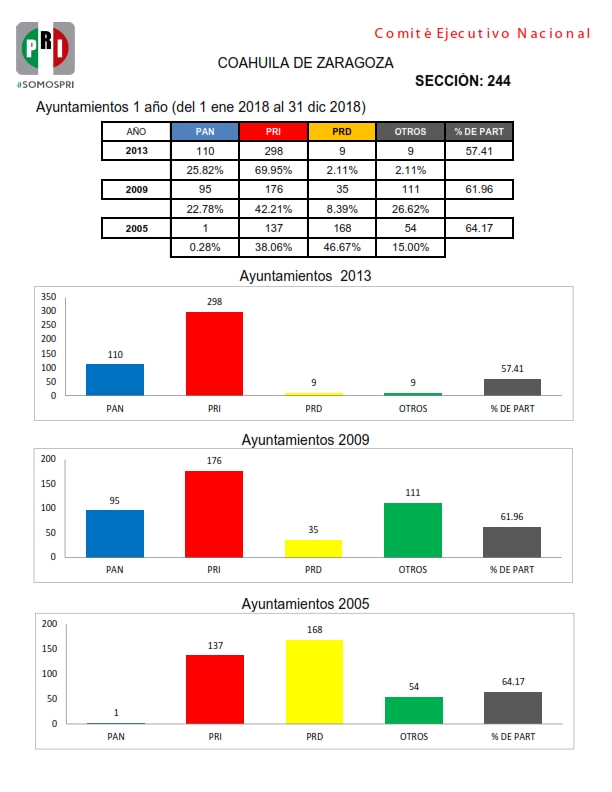 Comité Ejecutivo Nacional
PRI
#SOMOSPRI
COAHUILA DE ZARAGOZA
SECCIÓN: 244
Ayuntamientos 1 año (del 1 ene 2018 al 31 dic 2018)
AÑO PAN PRI PRD OTROS % DE PART
2013 110 298 9 9 57.41
25.82% 69.95% 2.11% 2.11%
2009 95 176 35 111 61.96
22.78% 42.21% 8.39% 26.62%
2005 1 137 168 54 64.17
0.28% 38.06% 46.67% 15.00%
Ayuntamientos 2013
350
300
250
200
150
100
50
0
110 298 9 9 57.41
PAN PRI PRD OTROS % DE PART
Ayuntamientos 2009
200
150
100
50
0
95 176 35 111 61.96
PAN PRI PRD OTROS % DE PART
Ayuntamientos 2005
200
150
100
50
0
1 137 168 54 64.17
PAN PRI PRD OTROS % DE PART